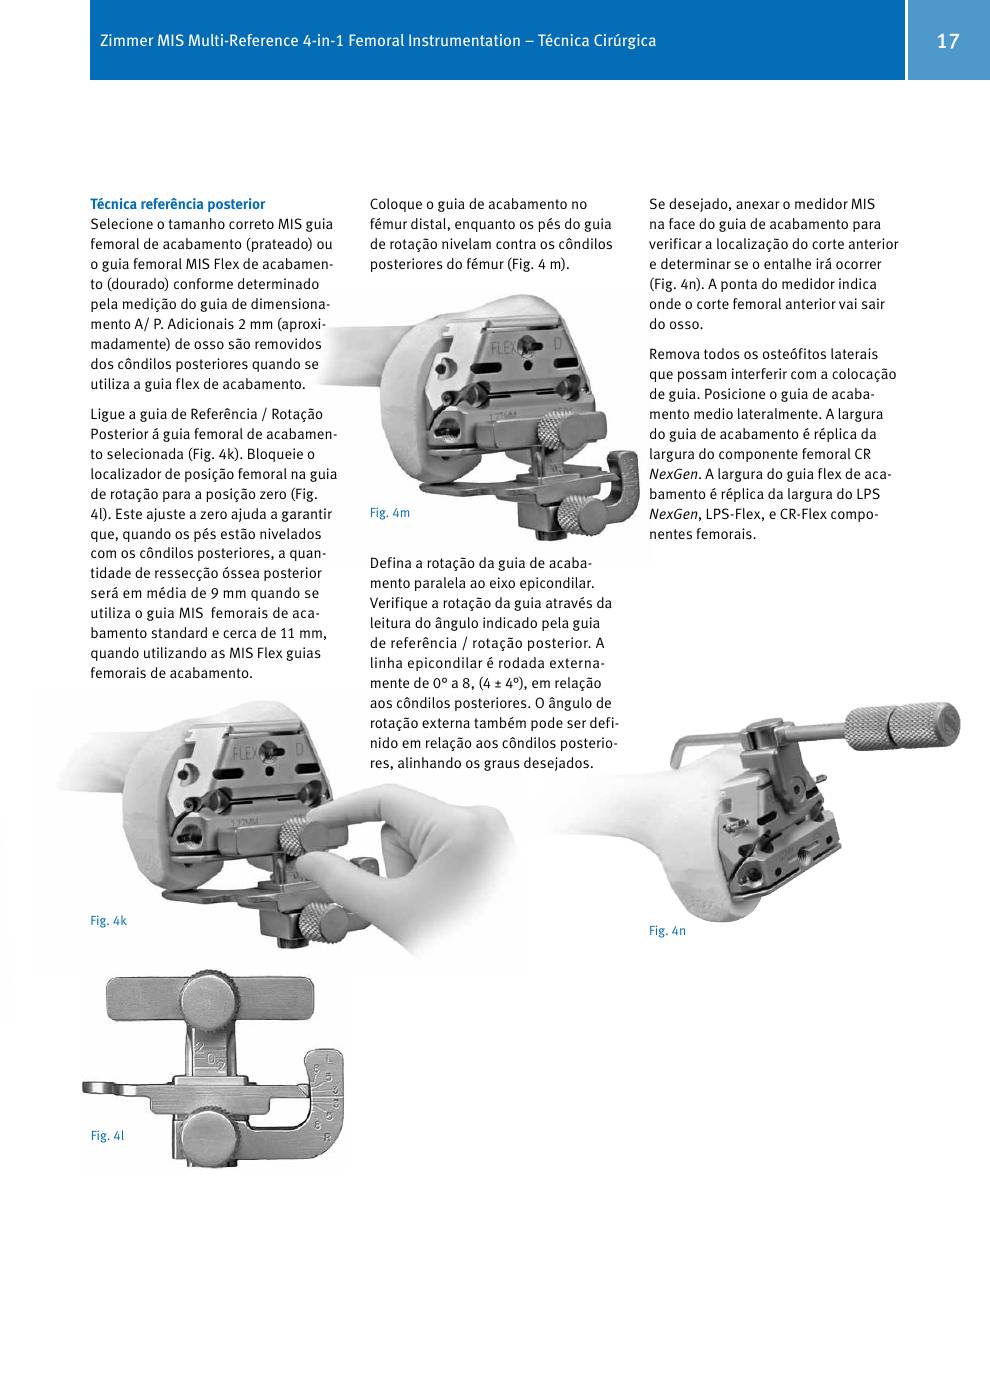 Zimmer MIS Multi-Reference 4-in-1 Femoral Instrumentation – Técnica Cirúrgica
17
Técnica referência posterior
Selecione o tamanho correto MIS guia
femoral de acabamento (prateado) ou
o guia femoral MIS Flex de acabamen-
to (dourado) conforme determinado
pela medição do guia de dimensiona-
mento A/ P. Adicionais 2 mm (aproxi-
madamente) de osso são removidos
dos côndilos posteriores quando se
utiliza a guia flex de acabamento.
Ligue a guia de Referência / Rotação
Posterior á guia femoral de acabamen-
to selecionada (Fig. 4k). Bloqueie o
localizador de posição femoral na guia
de rotação para a posição zero (Fig.
4l). Este ajuste a zero ajuda a garantir
que, quando os pés estão nivelados
com os côndilos posteriores, a quan-
tidade de ressecção óssea posterior
será em média de 9 mm quando se
utiliza o guia MIS  femorais de aca-
bamento standard e cerca de 11 mm,
quando utilizando as MIS Flex guias
femorais de acabamento.
FLEX
D
127MM
Fig. 4k
2
0
2
L
8
5
5
8
R
Fig. 4l
Coloque o guia de acabamento no
fémur distal, enquanto os pés do guia
de rotação nivelam contra os côndilos
posteriores do fémur (Fig. 4 m).
FLEX
D
127MM
Fig. 4m
Defina a rotação da guia de acaba-
mento paralela ao eixo epicondilar.
Verifique a rotação da guia através da
leitura do ângulo indicado pela guia
de referência / rotação posterior. A
linha epicondilar é rodada externa-
mente de 0° a 8, (4 ± 4°), em relação
aos côndilos posteriores. O ângulo de
rotação externa também pode ser defi-
nido em relação aos côndilos posterio-
res, alinhando os graus desejados.
Se desejado, anexar o medidor MIS
na face do guia de acabamento para
verificar a localização do corte anterior
e determinar se o entalhe irá ocorrer
(Fig. 4n). A ponta do medidor indica
onde o corte femoral anterior vai sair
do osso.
Remova todos os osteófitos laterais
que possam interferir com a colocação
de guia. Posicione o guia de acaba-
mento medio lateralmente. A largura
do guia de acabamento é réplica da
largura do componente femoral CR
NexGen. A largura do guia flex de aca-
bamento é réplica da largura do LPS
NexGen, LPS-Flex, e CR-Flex compo-
nentes femorais.
Fig. 4n